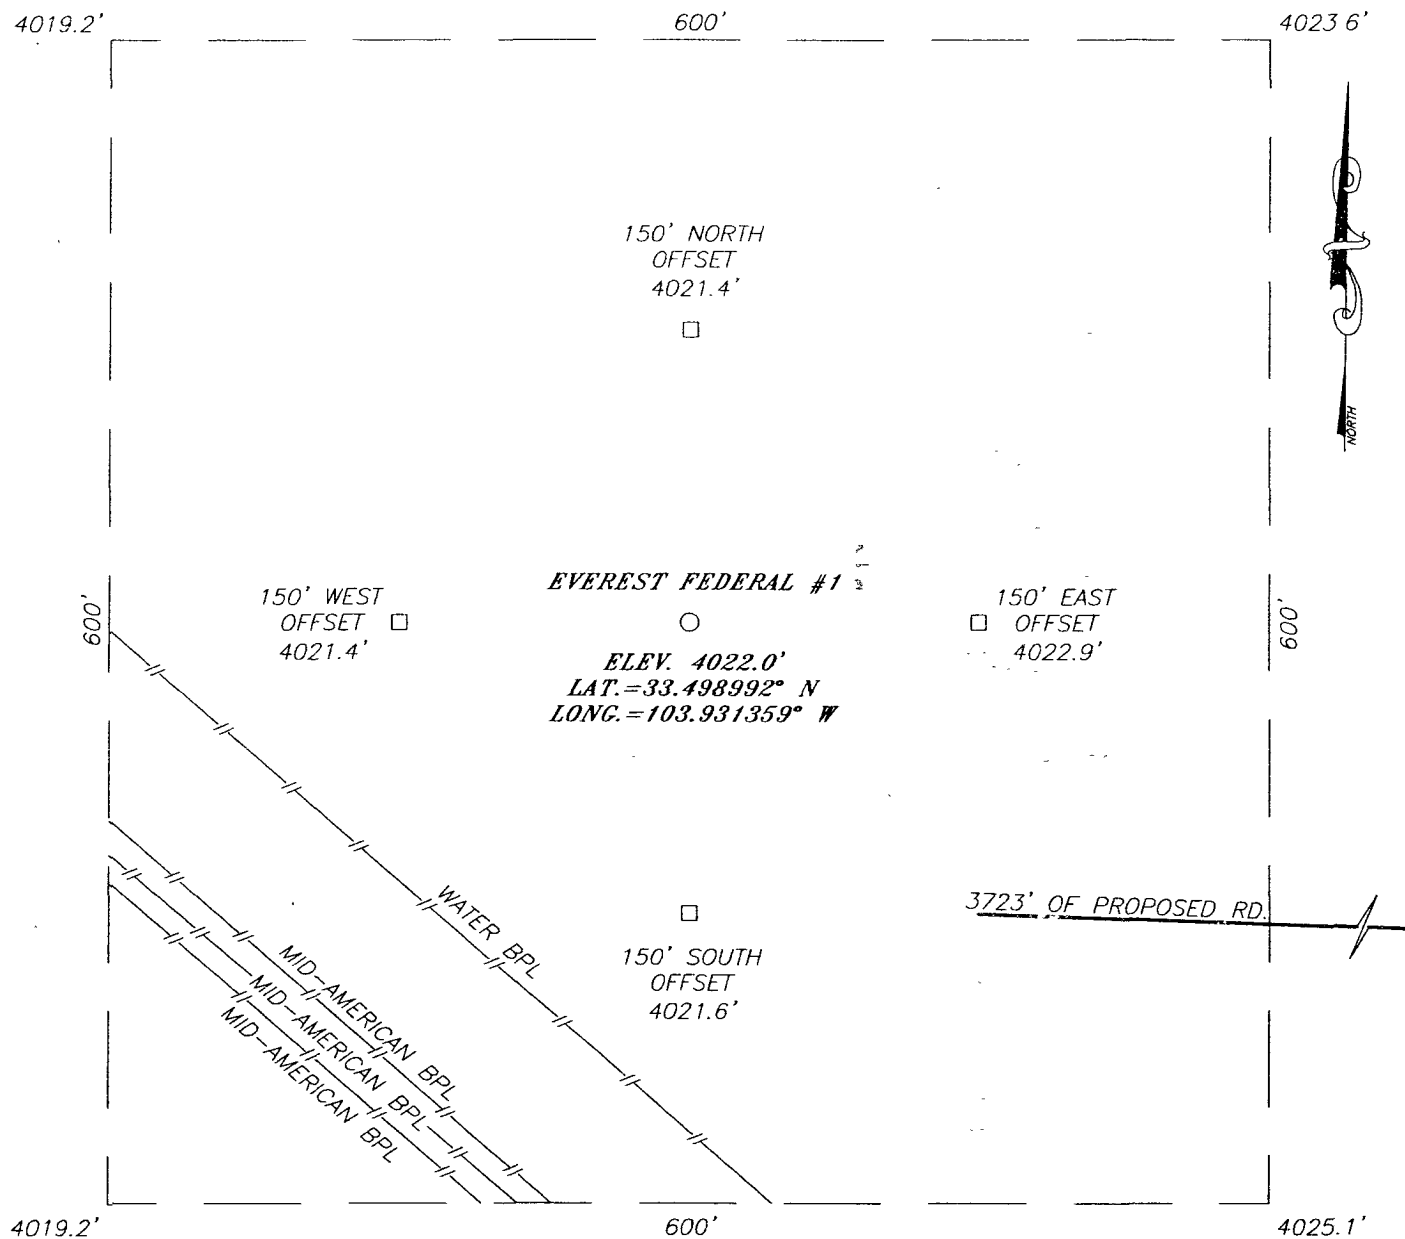 4019.2' 600' 4023 6'
150' NORTH
OFFSET
4021.4'
NORTH
EVEREST FEDERAL #1
150' WEST
OFFSET
4021.4'
600'
150' EAST
OFFSET
4022.9'
600'
ELEV. 4022.0'
LAT.=33.498992° N
LONG.=103.931359° W
WATER BPL
3723' OF PROPOSED RD.
150' SOUTH
OFFSET
4021.6'
MID-AMERICAN BPL
MID-AMERICAN BPL
MID-AMERICAN BPL
4019.2' 600' 4025.1'